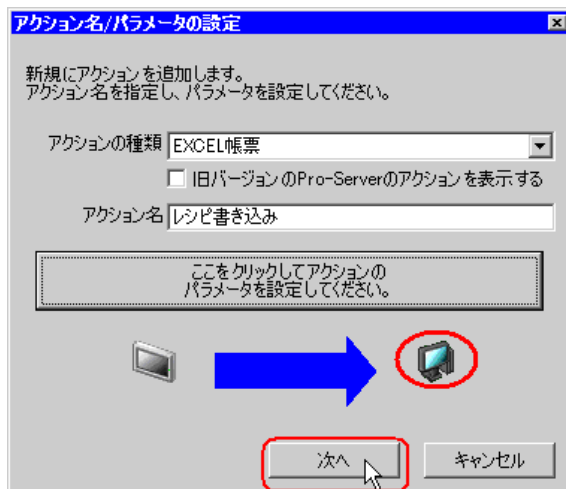 アクション名/パラメータの設定
新規にアクションを追加します。
アクション名を指定し、パラメータを設定してください。
アクションの種類 EXCEL帳票
旧バージョンのPro-Serverのアクションを表示する
アクション名 レシピ書き込み
ここをクリックしてアクションの
パラメータを設定してください。
次へ キャンセル